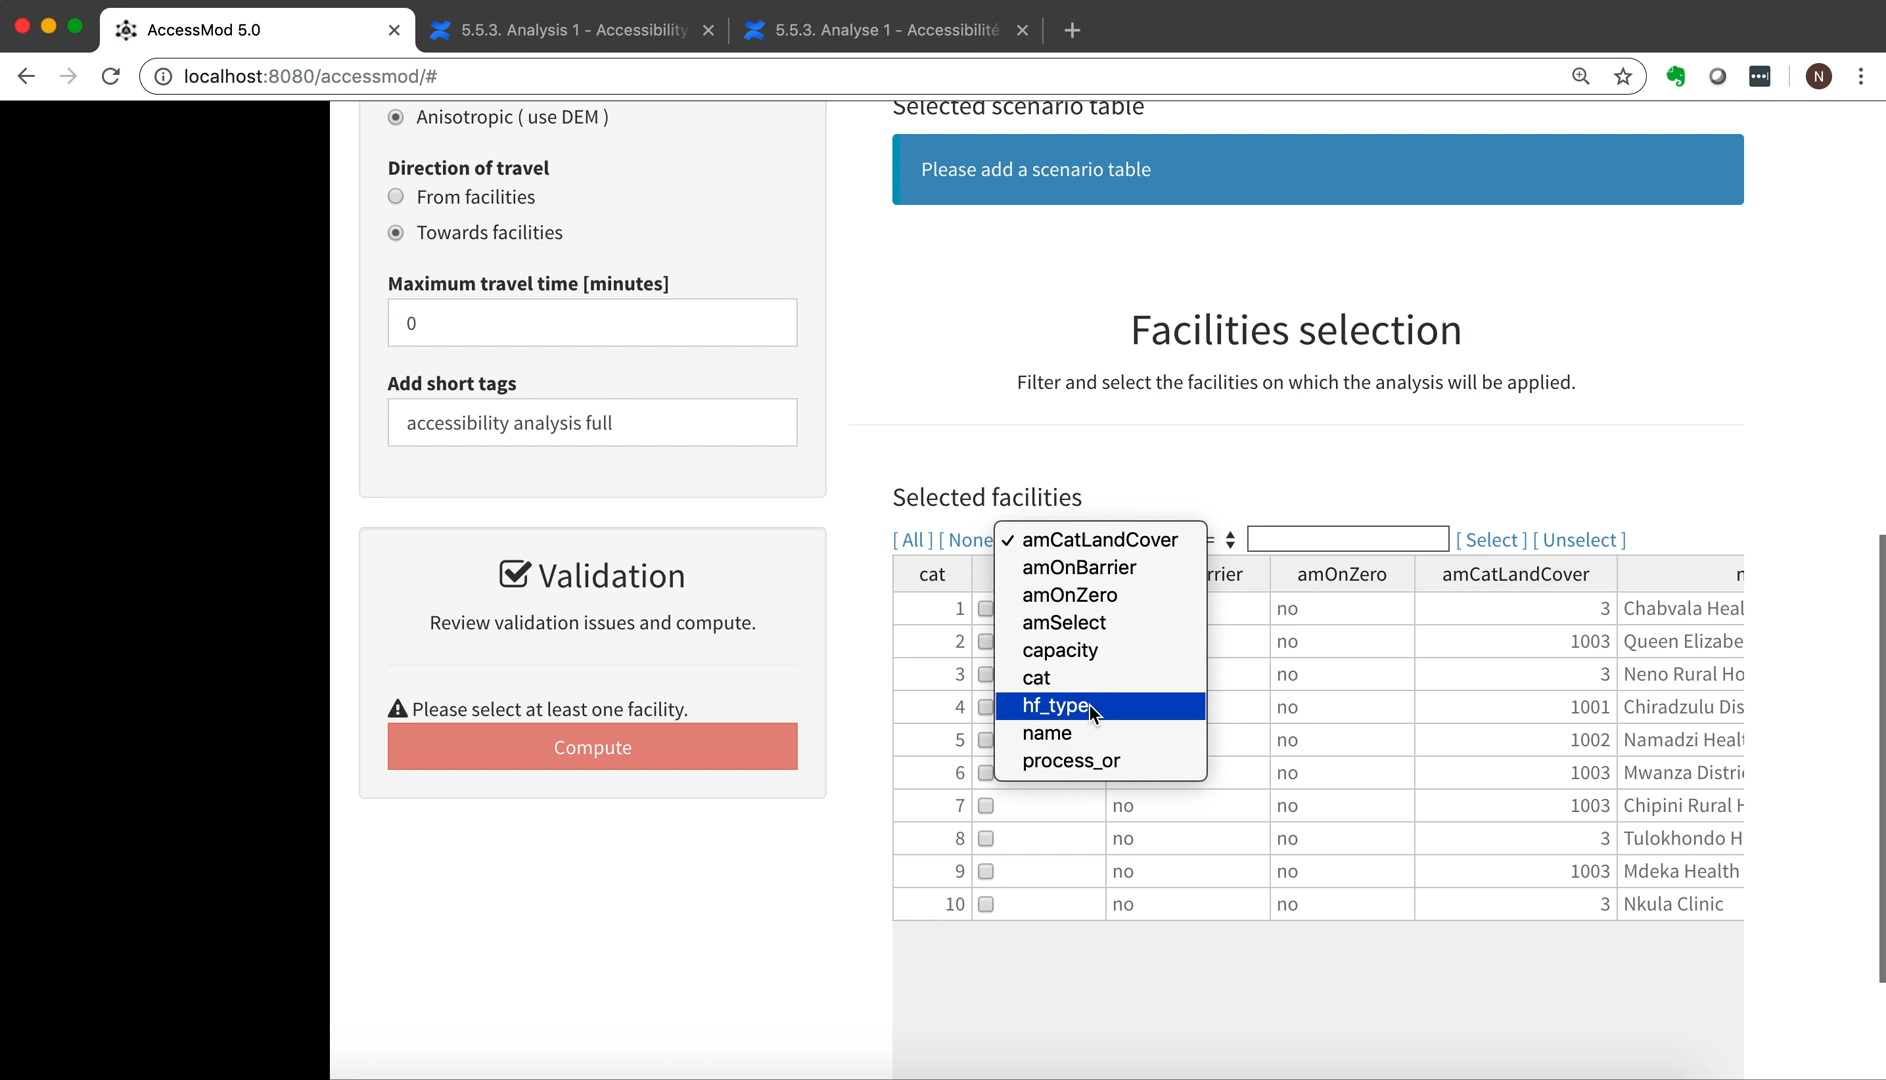 AccessMod 5.0
5.5.3. Analysis 1 - Accessibility
5.5.3. Analyse 1 - Accessibilité
localhost:8080/accessmod/#
N
Anisotropic ( use DEM )
Direction of travel
From facilities
Towards facilities
Maximum travel time [minutes]
0
Add short tags
accessibility analysis full
Validation
Review validation issues and compute.
Please select at least one facility.
Compute
Selected scenario table
Please add a scenario table
Facilities selection
Filter and select the facilities on which the analysis will be applied.
Selected facilities
[ All ] [ None = [ Select ] [ Unselect ]
✓ amCatLandCover
amOnBarrier
amOnZero
amSelect
capacity
cat
hf_type
name
process_or
cat rrier amOnZero amCatLandCover n
1 no 3 Chabvala Heal
2 no 1003 Queen Elizabe
3 no 3 Neno Rural Ho
4 no 1001 Chiradzulu Dis
5 no 1002 Namadzi Healt
6 no 1003 Mwanza Distric
7 no no 1003 Chipini Rural H
8 no no 3 Tulokhondo H
9 no no 1003 Mdeka Health
10 no no 3 Nkula Clinic